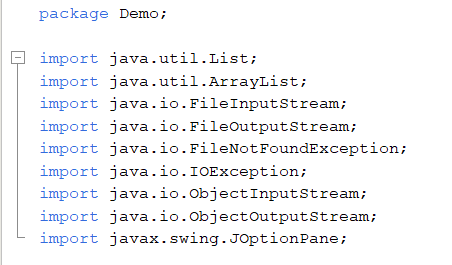 package Demo;
import java.util.List;
import java.util.ArrayList;
import java.io.FileInputStream;
import java.io.FileOutputStream;
import java.io.FileNotFoundException;
import java.io.IOException;
import java.io.ObjectInputStream;
import java.io.ObjectOutputStream;
import javax.swing.JOptionPane;